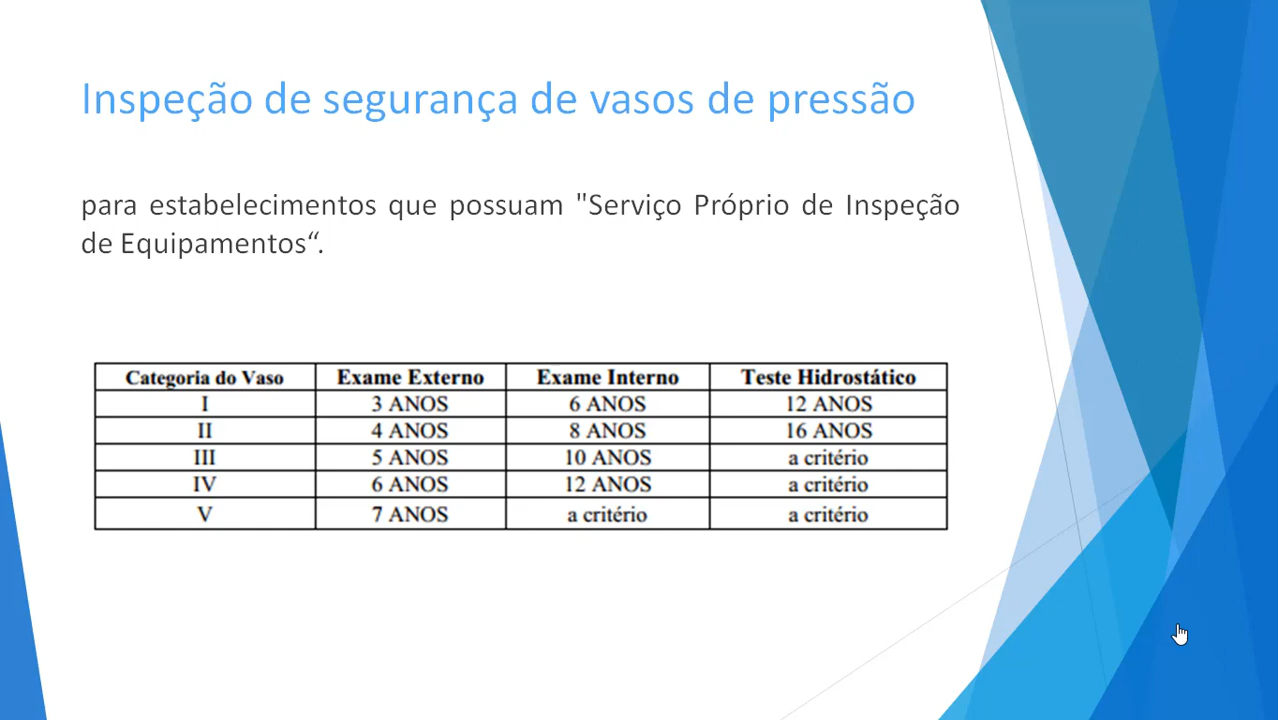 Inspeção de segurança de vasos de pressão
para estabelecimentos que possuam "Serviço Próprio de Inspeção
de Equipamentos“.
Categoria do Vaso Exame Externo Exame Interno Teste Hidrostático
I 3 ANOS 6 ANOS 12 ANOS
II 4 ANOS 8 ANOS 16 ANOS
III 5 ANOS 10 ANOS a critério
IV 6 ANOS 12 ANOS a critério
V 7 ANOS a critério a critério